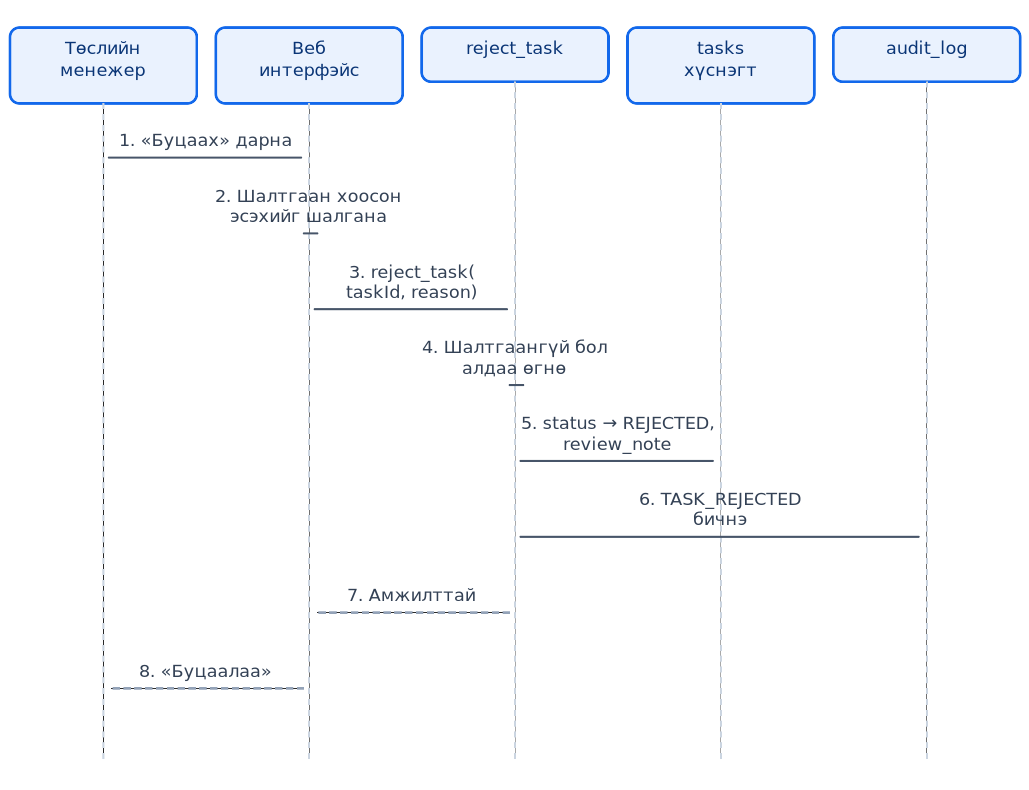 Төслийн
менежер
Веб
интерфэйс
reject_task
tasks
хүснэгт
audit_log
1. «Буцаах» дарна
2. Шалтгаан хоосон
эсэхийг шалгана
3. reject_task(
taskId, reason)
4. Шалтгаангүй бол
алдаа өгнө
5. status → REJECTED,
review_note
6. TASK_REJECTED
бичнэ
7. Амжилттай
8. «Буцаалаа»